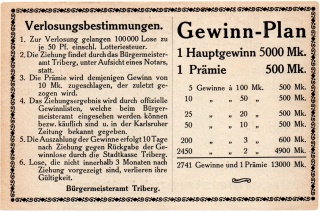 Verlosungsbestimmungen.
1. Zur Verlosung gelangen 100000 Lose zu
je 50 Pf. einschl. Lotteriesteuer.
2. Die Ziehung findet durch das Bürgermeister-
amt Triberg, unter Aufsicht eines Notars,
statt.
3. Die Prämie wird demjenigen Gewinn von
10 Mk. zugeschlagen, der zuletzt ge-
zogen wird.
4. Das Ziehungsergebnis wird durch offizielle
Gewinnlisten, welche beim Bürger-
meisteramt eingesehen werden können
bezw. käuflich sind u. in der Karlsruher
Zeitung bekannt gegeben.
5. Die Auszahlung der Gewinne erfolgt 10 Tage
nach Ziehung gegen Rückgabe der Ge-
winnlose durch die Stadtkasse Triberg.
6. Lose, die nicht innerhalb 3 Monaten nach
Ziehung vorgezeigt sind, verlieren ihre
Gültigkeit.
Bürgermeisteramt Triberg.
Gewinn-Plan
1 Hauptgewinn 5000 Mk.
1 Prämie 500 Mk.
5 Gewinne à 100 Mk. 500 Mk.
10 „ „ 50 „ 500 „
25 „ „ 20 „ 500 „
50 „ „ 10 „ 500 „
200 „ „ 3 „ 600 „
2450 „ „ 2 „ 4900 „
2741 Gewinne und 1 Prämie 13000 Mk.